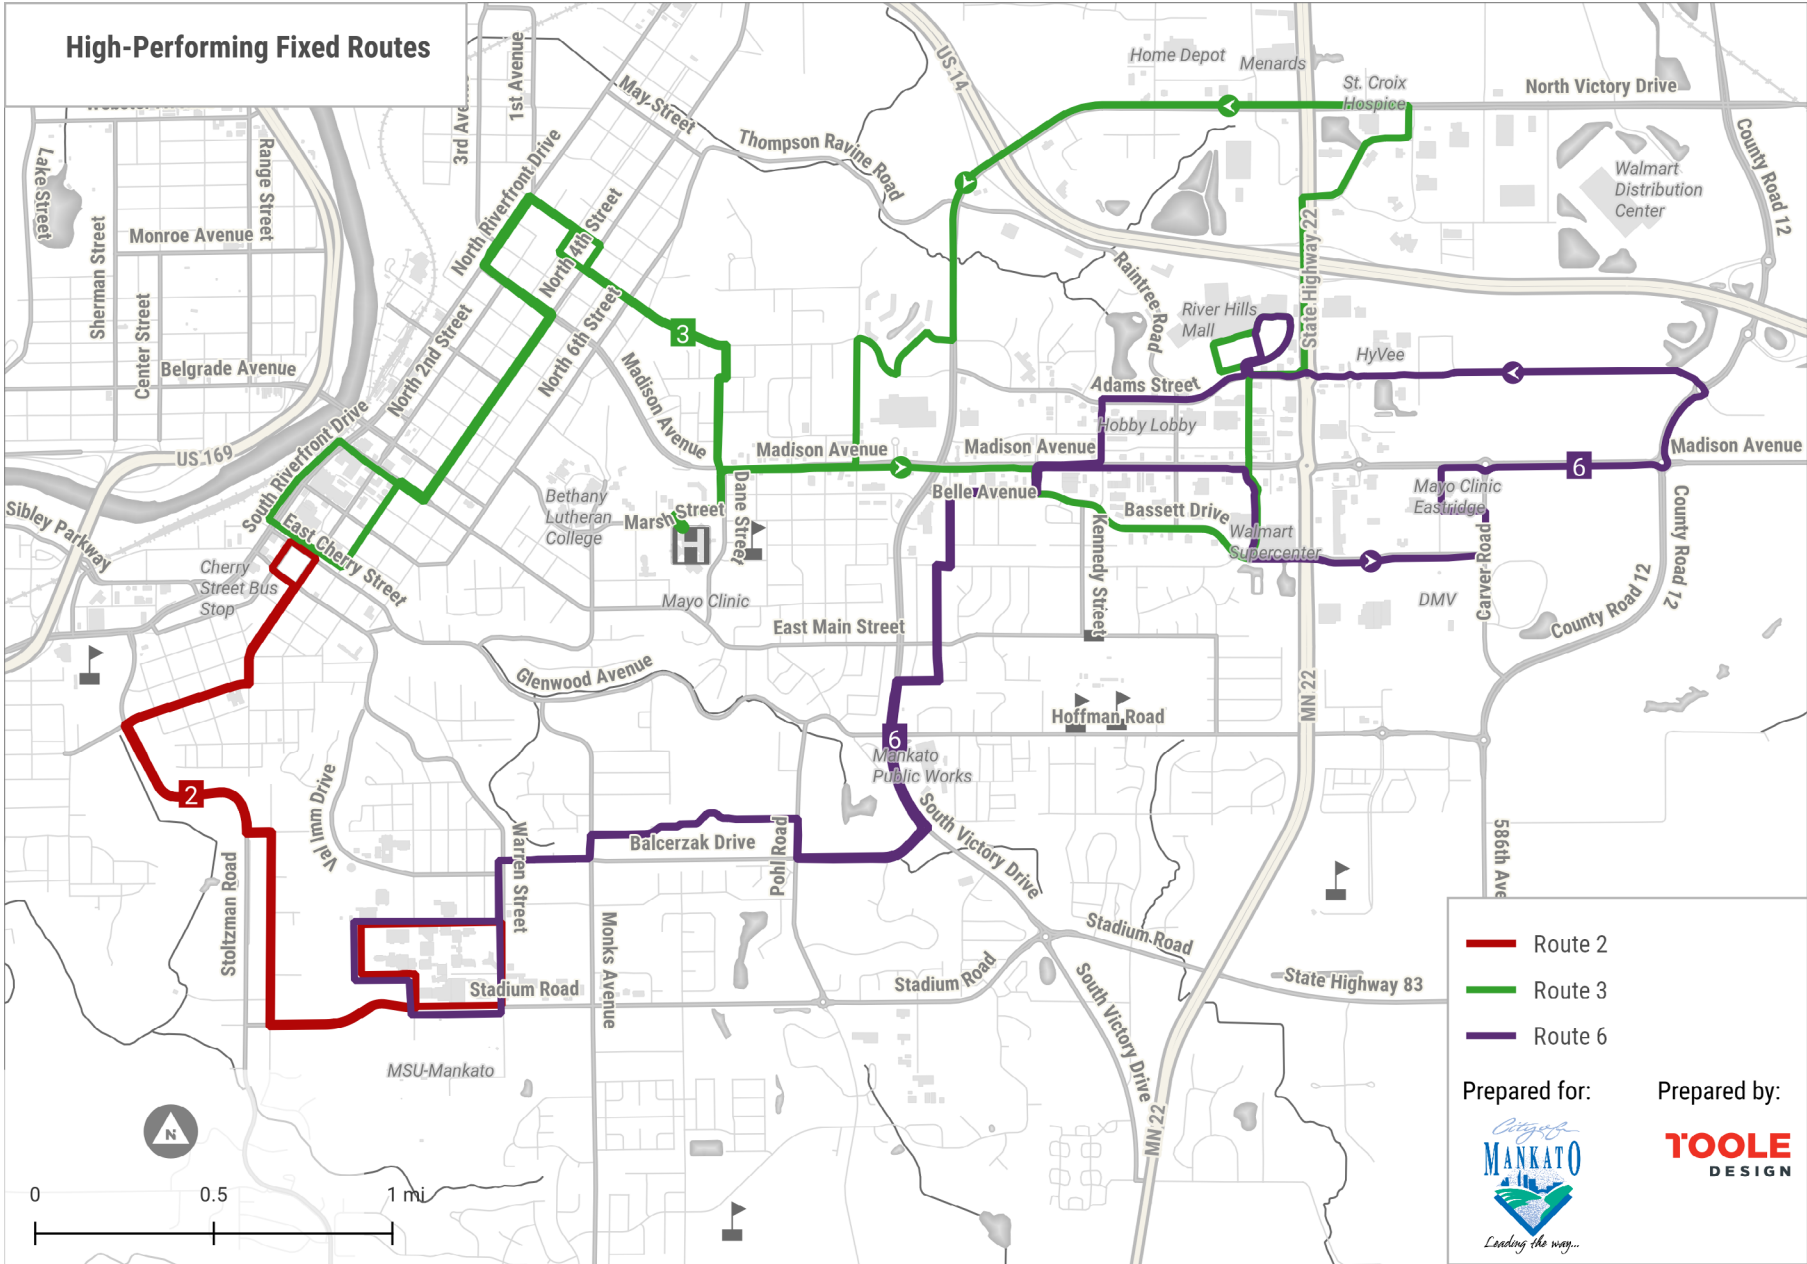 High-Performing Fixed Routes
1st Avenue
3rd Ave
May Street
US 14
Home Depot
Menards
St. Croix
Hospice
North Victory Drive
County Road 12
Lake Street
Range Street
Sherman Street
Monroe Avenue
Center Street
Belgrade Avenue
North Riverfront Drive
North 4th Street
North 2nd Street
North 6th Street
Thompson Ravine
Road
Walmart
Distribution
Center
Raintree Road
River Hills
Mall
State Highway 22
HyVee
3
Madison Avenue
Adams Street
Hobby Lobby
Madison Avenue
Madison Avenue
Madison Avenue
6
US 169
South Riverfront Drive
Sibley Parkway
East Cherry Street
Cherry
Street Bus
Stop
Bethany
Lutheran
College
Marsh Street
Dane Street
H
Mayo Clinic
Belle Avenue
Bassett Drive
Kennedy Street
Walmart
Supercenter
Mayo Clinic
Eastridge
Carver Road
DMV
County Road 12
County Road 12
East Main Street
Glenwood Avenue
Hoffman Road
MN 22
6
Mankato
Public Works
2
Val Imm Drive
Warren Street
Balcerzak Drive
Pohl Road
South Victory Drive
586th Ave
Stoltzman Road
Monks Avenue
Stadium Road
Stadium Road
Stadium Road
State Highway 83
South Victory Drive
MN 22
MSU-Mankato
N
0 0.5 1 mi
Route 2
Route 3
Route 6
Prepared for:
Prepared by:
City of
MANKATO
Leading the way...
TOOLE
DESIGN